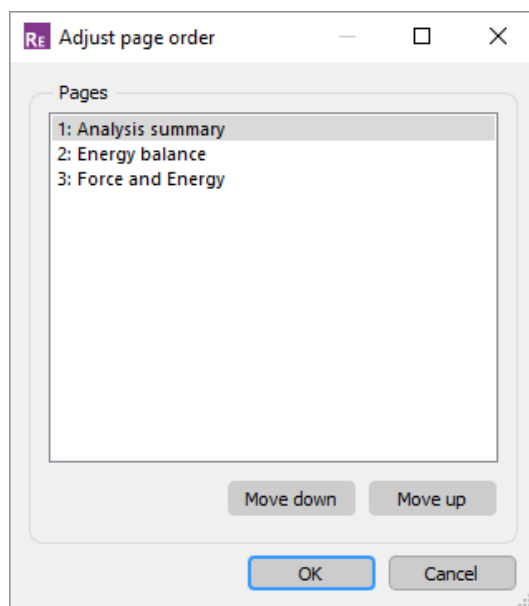 RE Adjust page order
Pages
1: Analysis summary
2: Energy balance
3: Force and Energy
Move down Move up
OK Cancel